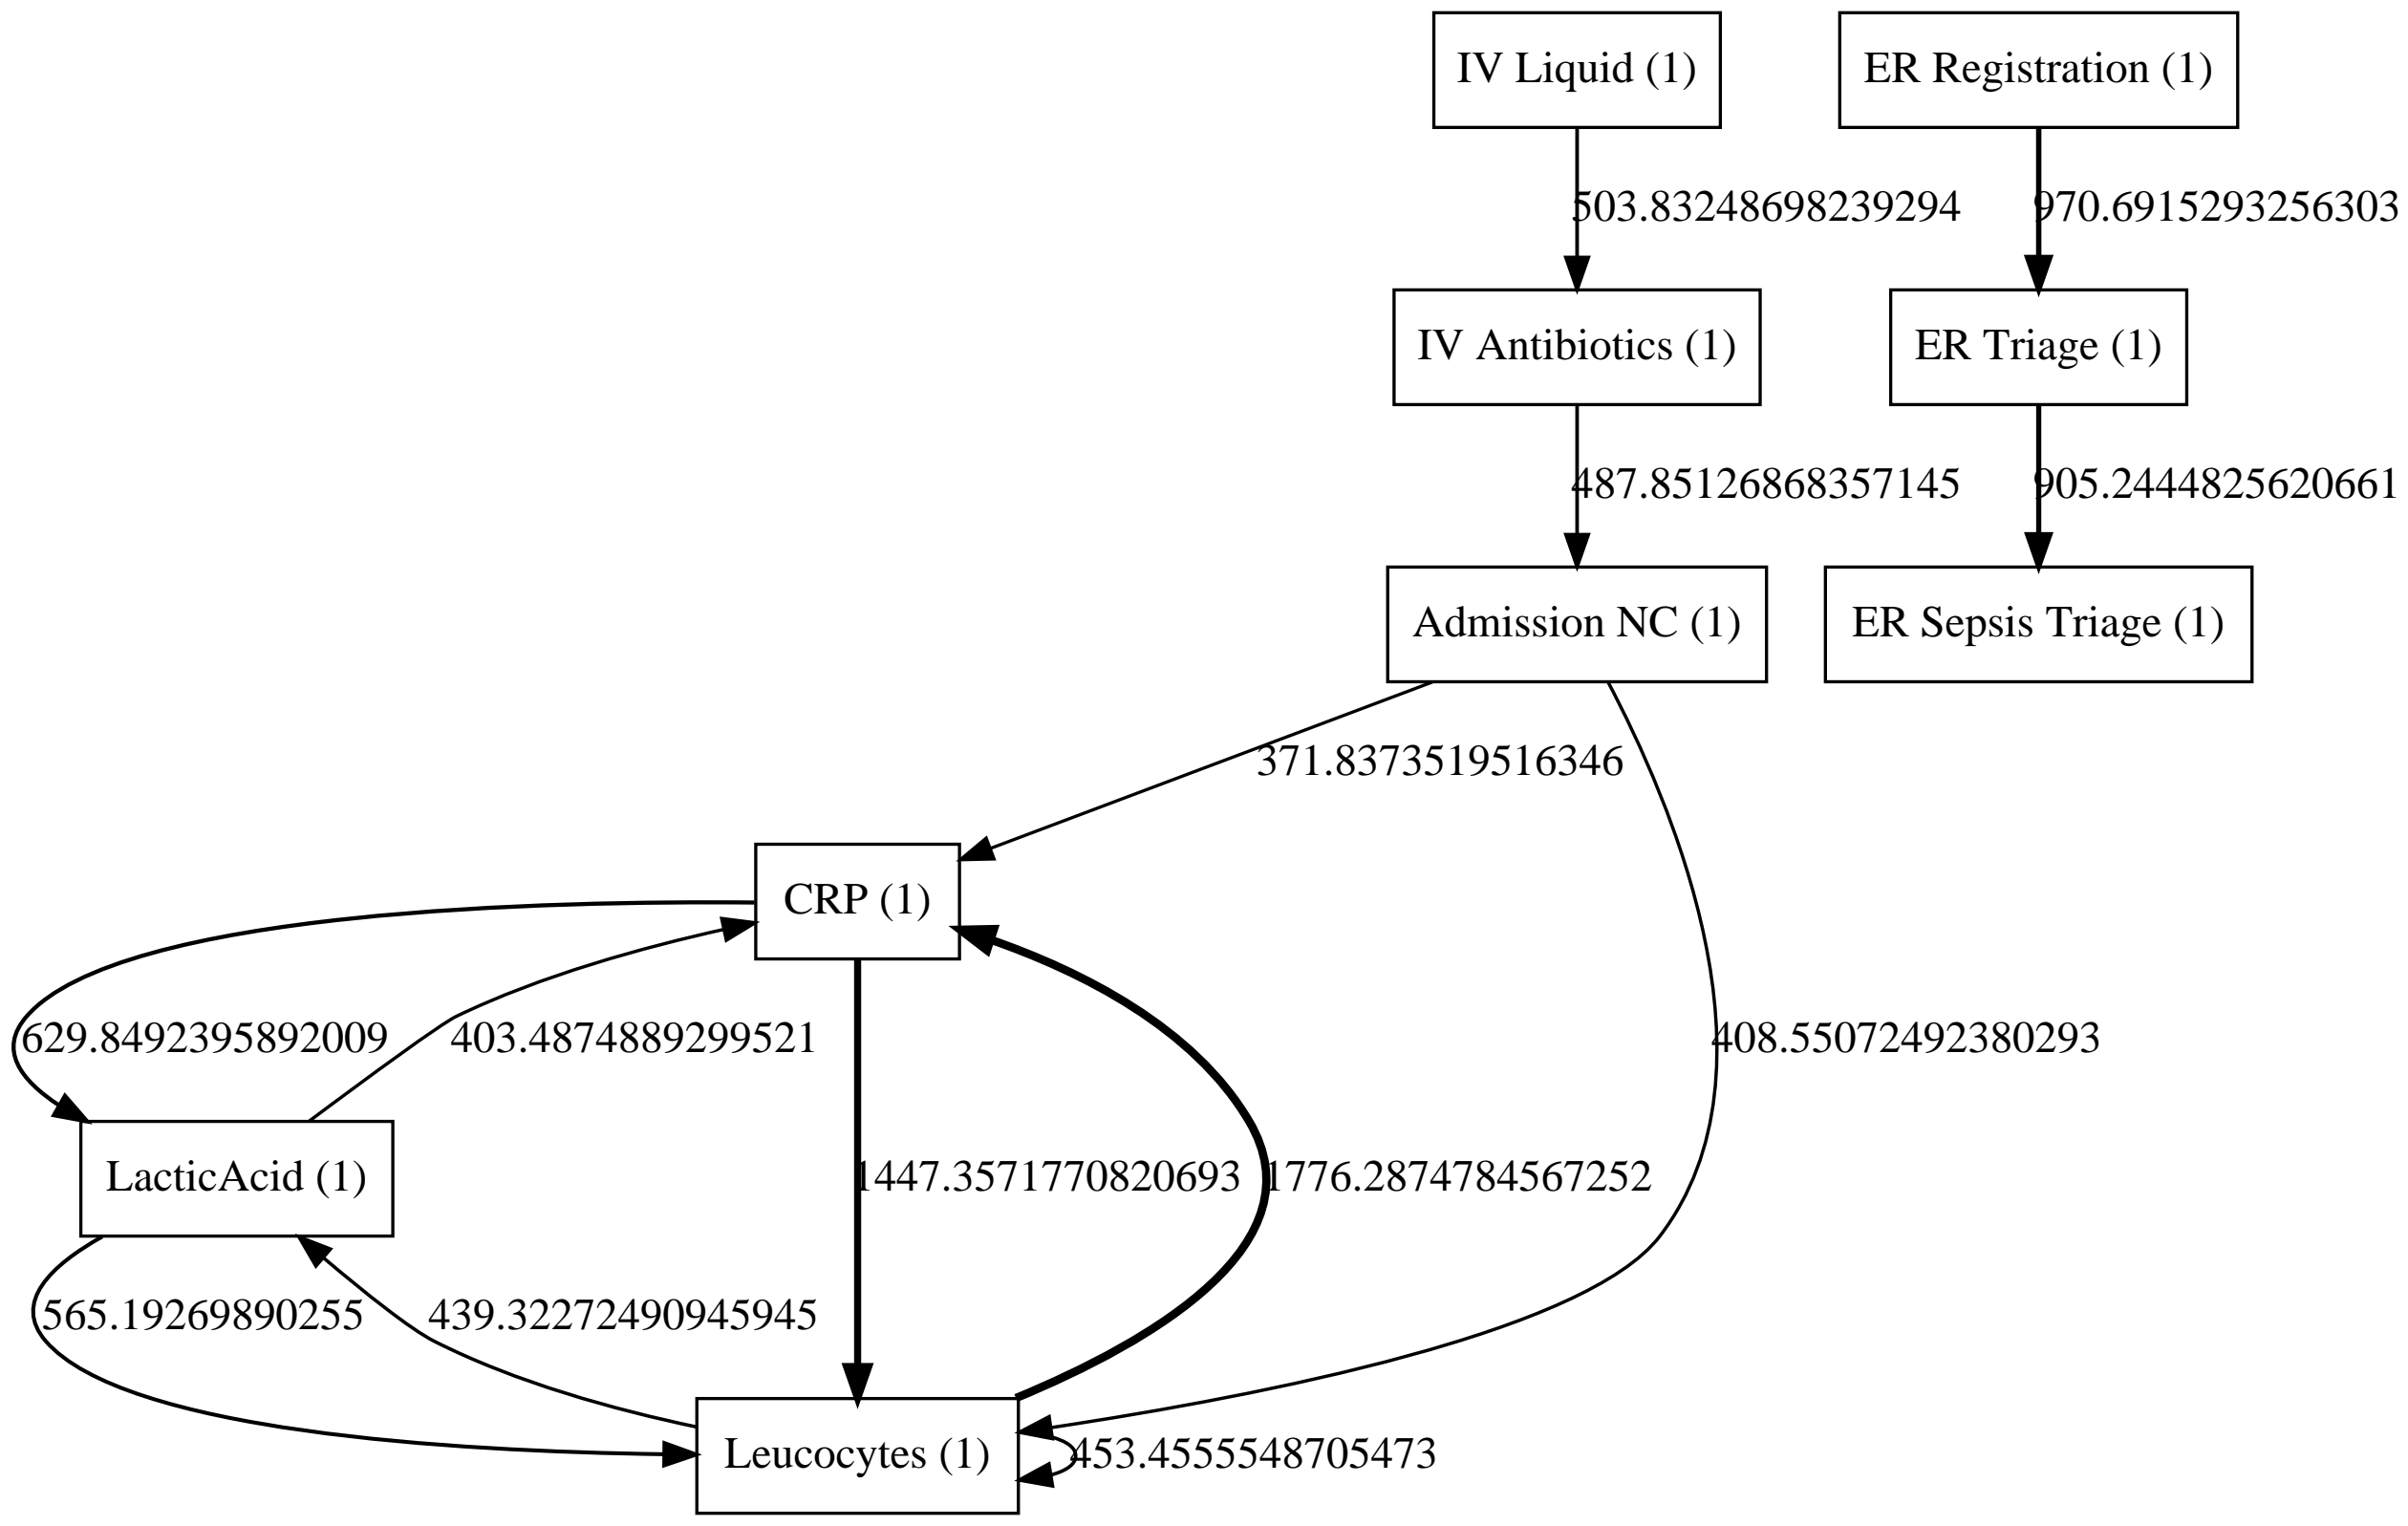 IV Liquid (1)
ER Registration (1)
503.83248698239294
970.6915293256303
IV Antibiotics (1)
ER Triage (1)
487.85126868357145
905.2444825620661
Admission NC (1)
ER Sepsis Triage (1)
371.8373519516346
CRP (1)
629.8492395892009
403.4874889299521
408.55072492380293
LacticAcid (1)
1447.3571770820693
1776.2874784567252
565.19269890255
439.32272490945945
Leucocytes (1)
453.4555548705473